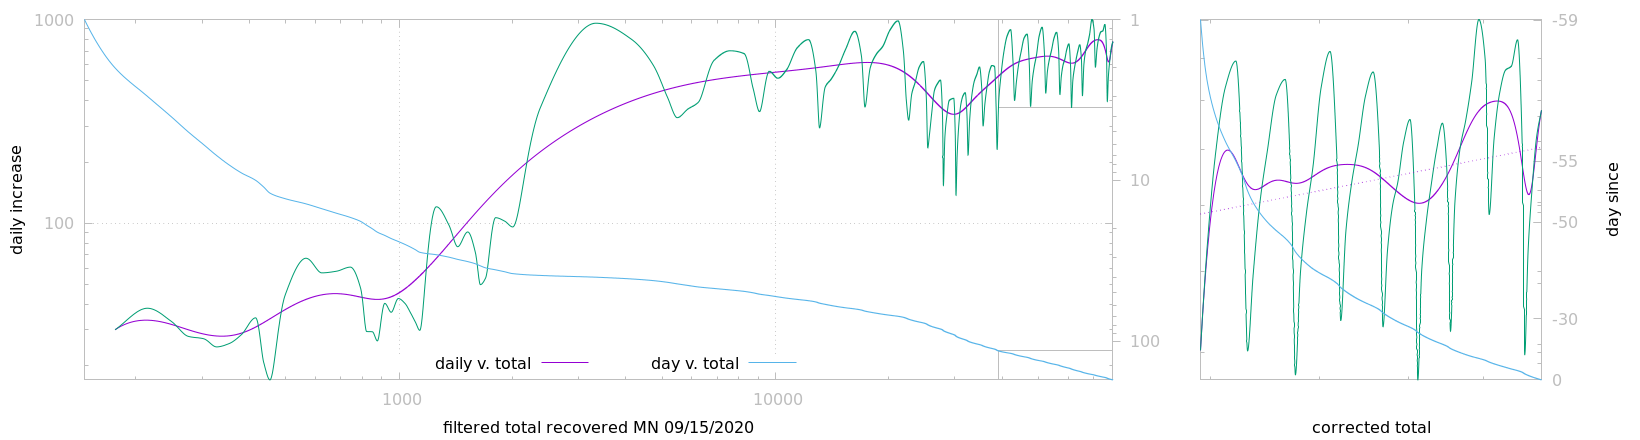 1000
100
daily increase
1000
10000
1
10
100
daily v. total
day v. total
filtered total recovered MN 09/15/2020
-59
-55
-50
-30
0
day since
corrected total